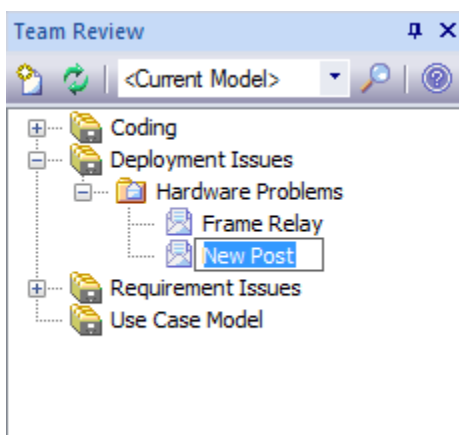 Team Review
<Current Model>
Coding
Deployment Issues
Hardware Problems
Frame Relay
New Post
Requirement Issues
Use Case Model